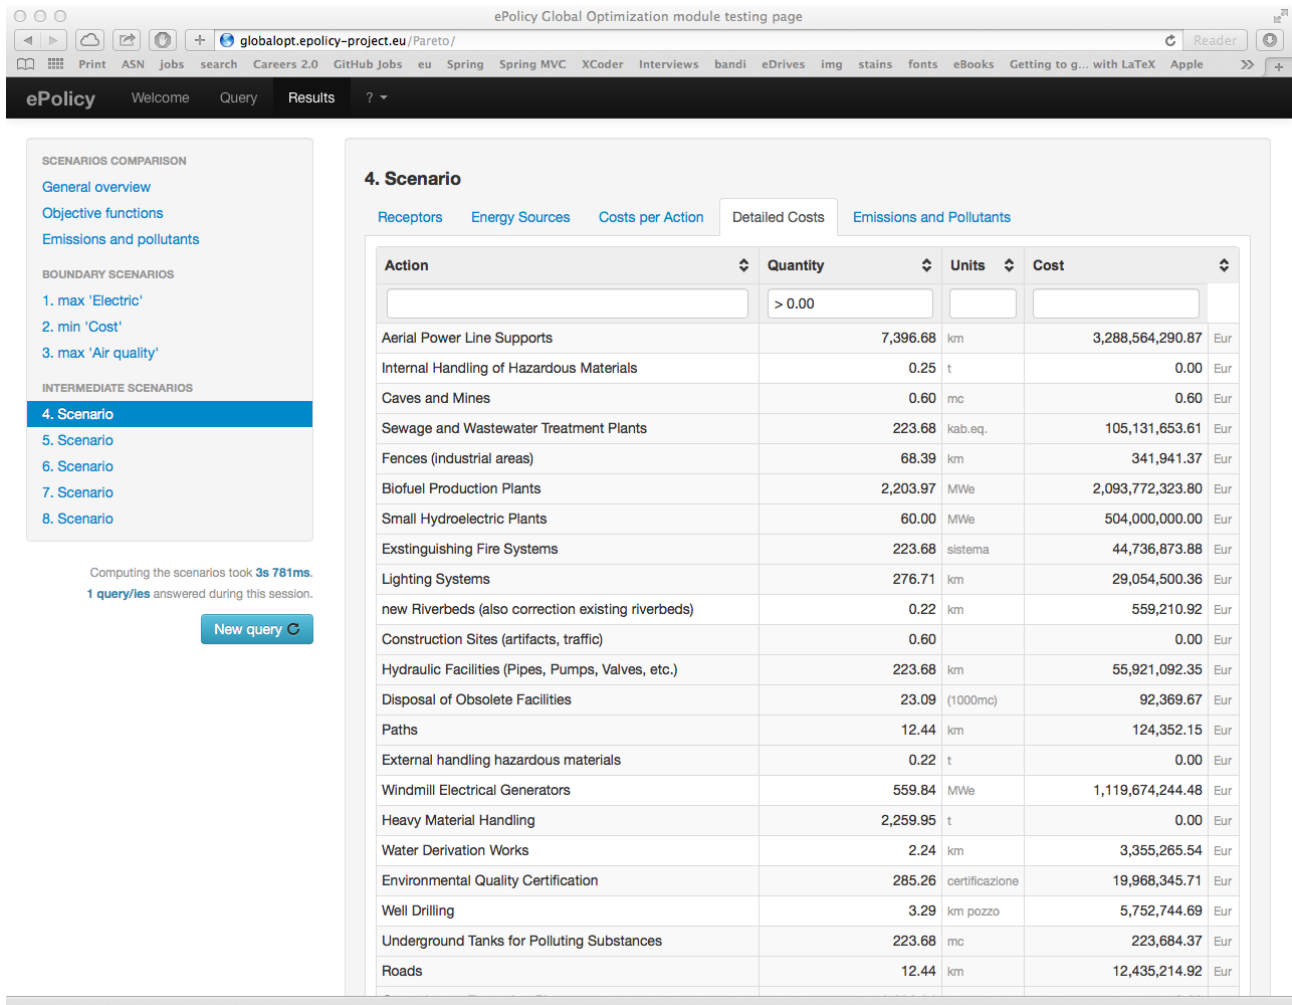 ePolicy Global Optimization module testing page
globalopt.epolicy-project.eu/Pareto/ Reader
Print ASN jobs search Careers 2.0 GitHub Jobs eu Spring Spring MVC XCoder Interviews bandi eDrives img stains fonts eBooks Getting to g... with LaTeX Apple
ePolicy Welcome Query Results ?
SCENARIOS COMPARISON
General overview
Objective functions
Emissions and pollutants
BOUNDARY SCENARIOS
1. max 'Electric'
2. min 'Cost'
3. max 'Air quality'
INTERMEDIATE SCENARIOS
4. Scenario
5. Scenario
6. Scenario
7. Scenario
8. Scenario
Computing the scenarios took 3s 781ms.
1 query/ies answered during this session.
New query
4. Scenario
Receptors Energy Sources Costs per Action Detailed Costs Emissions and Pollutants
Action Quantity Units Cost
> 0.00
Aerial Power Line Supports 7,396.68 km 3,288,564,290.87 Eur
Internal Handling of Hazardous Materials 0.25 t 0.00 Eur
Caves and Mines 0.60 mc 0.60 Eur
Sewage and Wastewater Treatment Plants 223.68 kab.eq. 105,131,653.61 Eur
Fences (industrial areas) 68.39 km 341,941.37 Eur
Biofuel Production Plants 2,203.97 MWe 2,093,772,323.80 Eur
Small Hydroelectric Plants 60.00 MWe 504,000,000.00 Eur
Exstinguishing Fire Systems 223.68 sistema 44,736,873.88 Eur
Lighting Systems 276.71 km 29,054,500.36 Eur
new Riverbeds (also correction existing riverbeds) 0.22 km 559,210.92 Eur
Construction Sites (artifacts, traffic) 0.60 0.00 Eur
Hydraulic Facilities (Pipes, Pumps, Valves, etc.) 223.68 km 55,921,092.35 Eur
Disposal of Obsolete Facilities 23.09 (1000mc) 92,369.67 Eur
Paths 12.44 km 124,352.15 Eur
External handling hazardous materials 0.22 t 0.00 Eur
Windmill Electrical Generators 559.84 MWe 1,119,674,244.48 Eur
Heavy Material Handling 2,259.95 t 0.00 Eur
Water Derivation Works 2.24 km 3,355,265.54 Eur
Environmental Quality Certification 285.26 certificazione 19,968,345.71 Eur
Well Drilling 3.29 km pozzo 5,752,744.69 Eur
Underground Tanks for Polluting Substances 223.68 mc 223,684.37 Eur
Roads 12.44 km 12,435,214.92 Eur